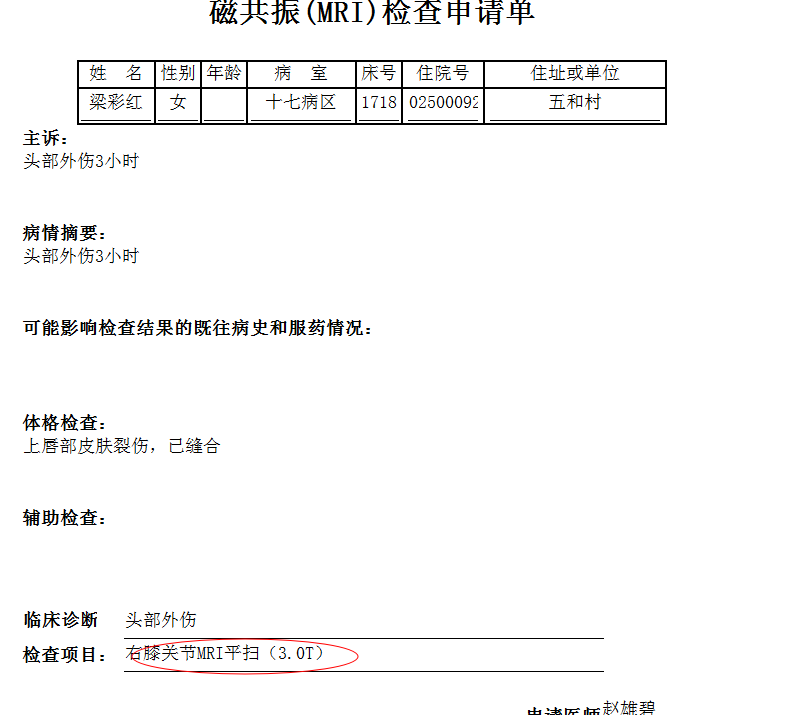 磁共振(MRI)检查申请单
姓 名 性别 年龄 病 室 床号 住院号 住址或单位
梁彩红 女 十七病区 1718 02500092 五和村
主诉：
头部外伤3小时
病情摘要：
头部外伤3小时
可能影响检查结果的既往病史和服药情况：
体格检查：
上唇部皮肤裂伤，已缝合
辅助检查：
临床诊断 头部外伤
检查项目： 右膝关节MRI平扫（3.0T）
申请医师 赵雄碧